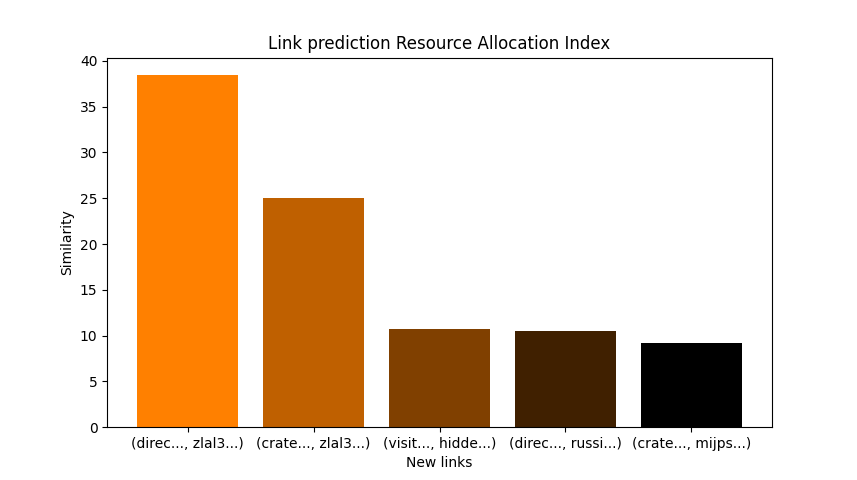 Link prediction Resource Allocation Index
40
35
30
25
20
15
10
5
0
Similarity
(direc..., zlal3...) (crate..., zlal3...) (visit..., hidde...) (direc..., russi...) (crate..., mijps...)
New links